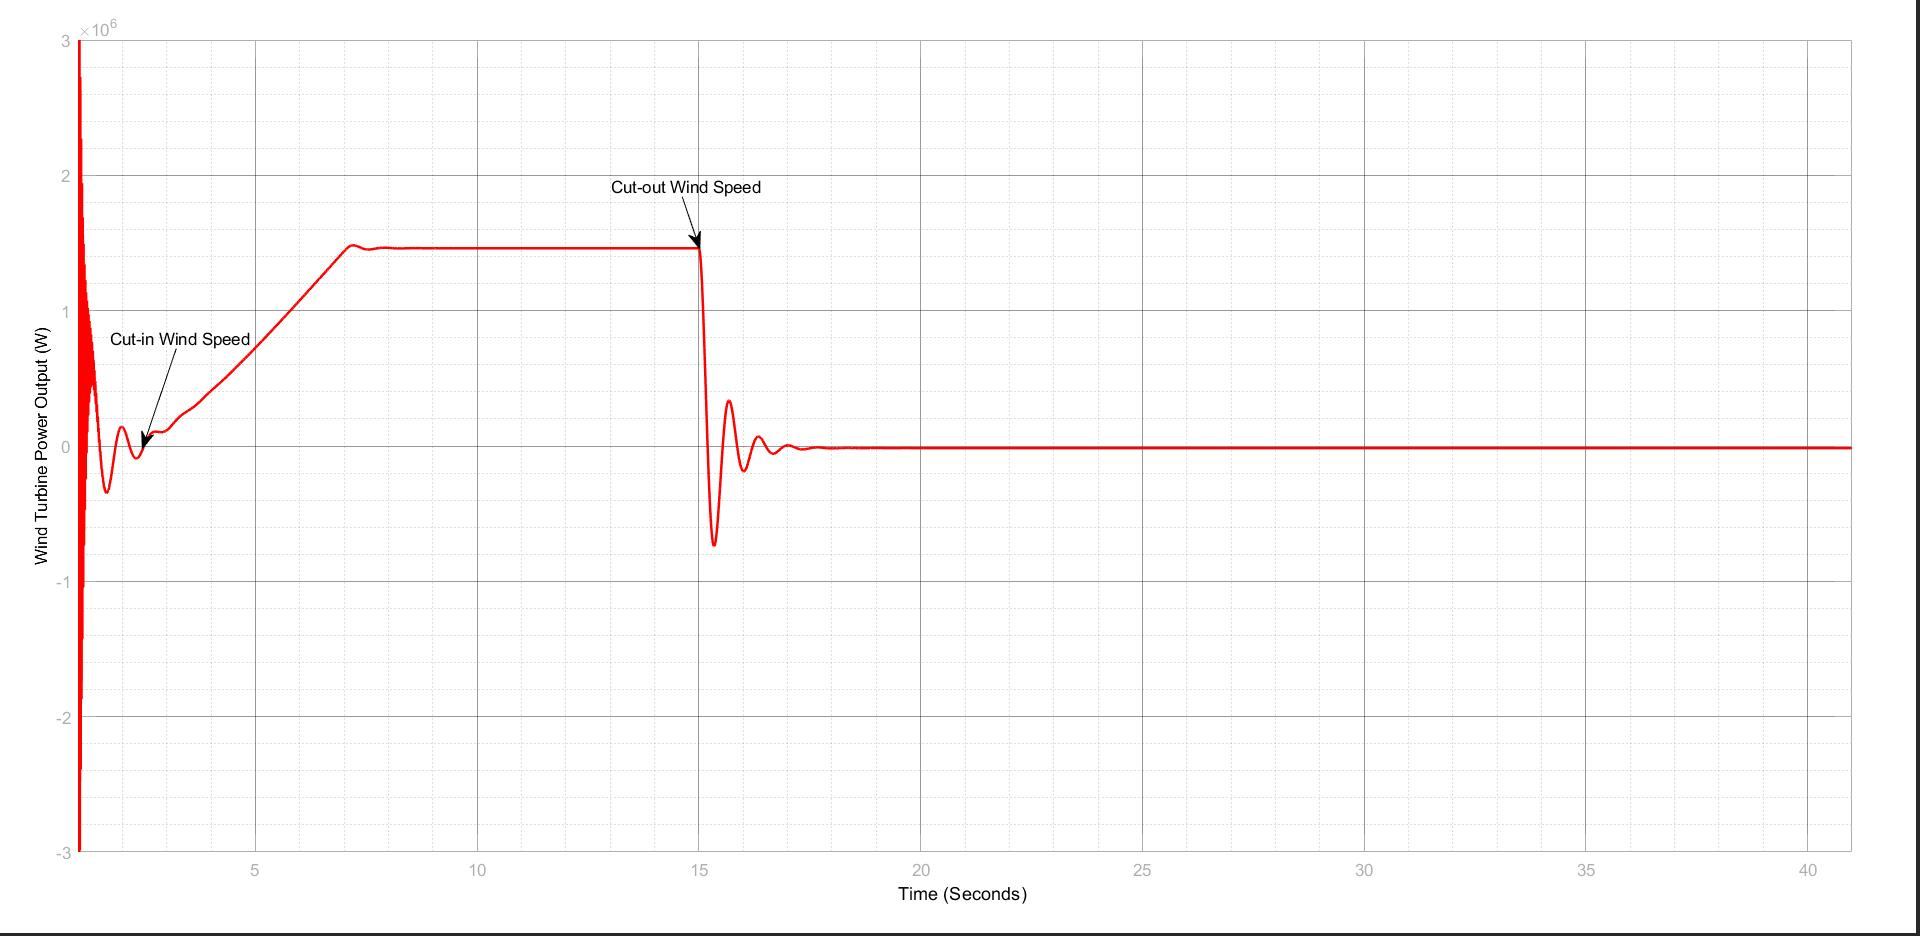 ×10⁶
3
2
1
0
-1
-2
-3
Cut-out Wind Speed
Cut-in Wind Speed
Wind Turbine Power Output (W)
5 10 15 20 25 30 35 40
Time (Seconds)